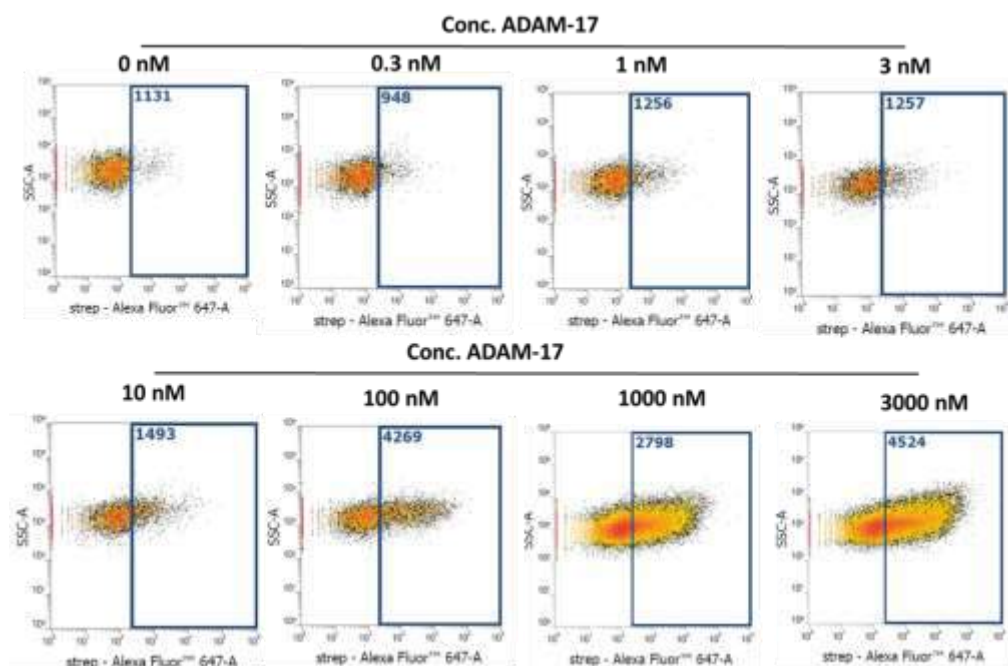 Conc. ADAM-17
0 nM
0.3 nM
1 nM
3 nM
1131
948
1256
1257
SSC-A
SSC-A
SSC-A
SSC-A
strep - Alexa Fluor™ 647-A
strep - Alexa Fluor™ 647-A
strep - Alexa Fluor™ 647-A
strep - Alexa Fluor™ 647-A
Conc. ADAM-17
10 nM
100 nM
1000 nM
3000 nM
1493
4269
2798
4524
SSC-A
SSC-A
SSC-A
SSC-A
strep - Alexa Fluor™ 647-A
strep - Alexa Fluor™ 647-A
strep - Alexa Fluor™ 647-A
strep - Alexa Fluor™ 647-A